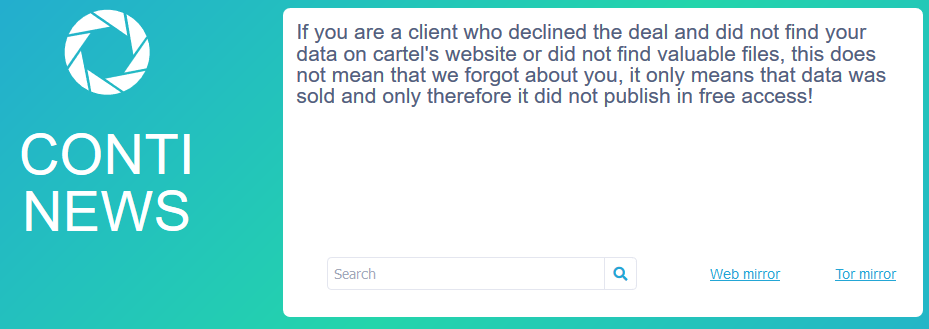 CONTI
NEWS
If you are a client who declined the deal and did not find your
data on cartel's website or did not find valuable files, this does
not mean that we forgot about you, it only means that data was
sold and only therefore it did not publish in free access!
Search
Web mirror
Tor mirror